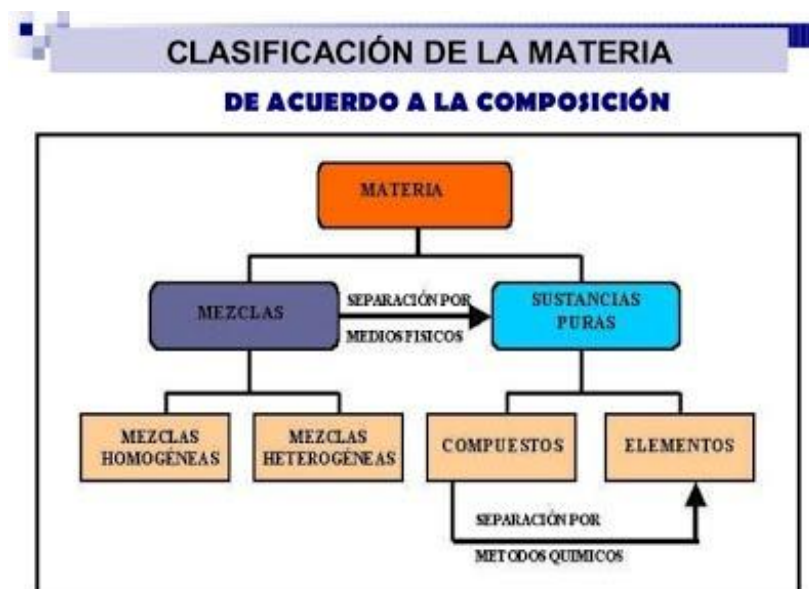 CLASIFICACIÓN DE LA MATERIA
DE ACUERDO A LA COMPOSICIÓN
MATERIA
MEZCLAS
SEPARACIÓN POR
MEDIOS FISICOS
SUSTANCIAS
PURAS
MEZCLAS
HOMOGÉNEAS
MEZCLAS
HETEROGÉNEAS
COMPUESTOS
ELEMENTOS
SEPARACIÓN POR
METODOS QUIMICOS